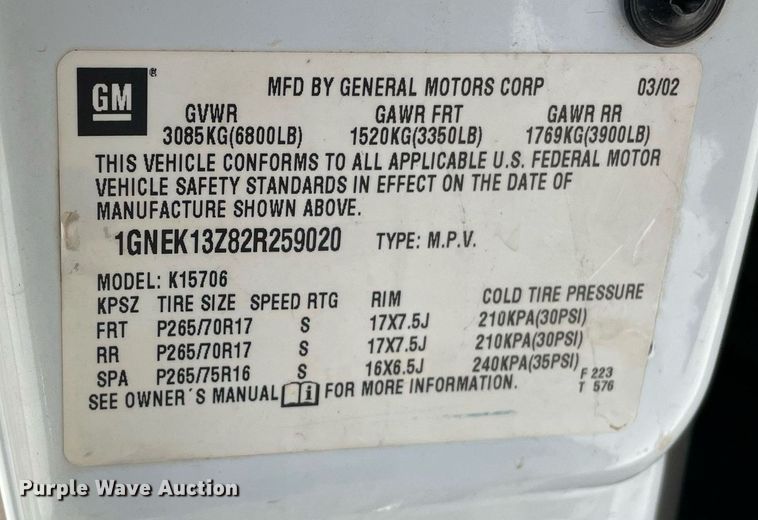 GM®
MFD BY GENERAL MOTORS CORP 03/02
GVWR GAWR FRT GAWR RR
3085KG(6800LB) 1520KG(3350LB) 1769KG(3900LB)
THIS VEHICLE CONFORMS TO ALL APPLICABLE U.S. FEDERAL MOTOR
VEHICLE SAFETY STANDARDS IN EFFECT ON THE DATE OF
MANUFACTURE SHOWN ABOVE.
1GNEK13Z82R259020 TYPE: M.P.V.
MODEL: K15706
KPSZ TIRE SIZE SPEED RTG RIM COLD TIRE PRESSURE
FRT P265/70R17 S 17X7.5J 210KPA(30PSI)
RR P265/70R17 S 17X7.5J 210KPA(30PSI)
SPA P265/75R16 S 16X6.5J 240KPA(35PSI) F 223
SEE OWNER´S MANUAL i FOR MORE INFORMATION. T 576
Purple Wave Auction